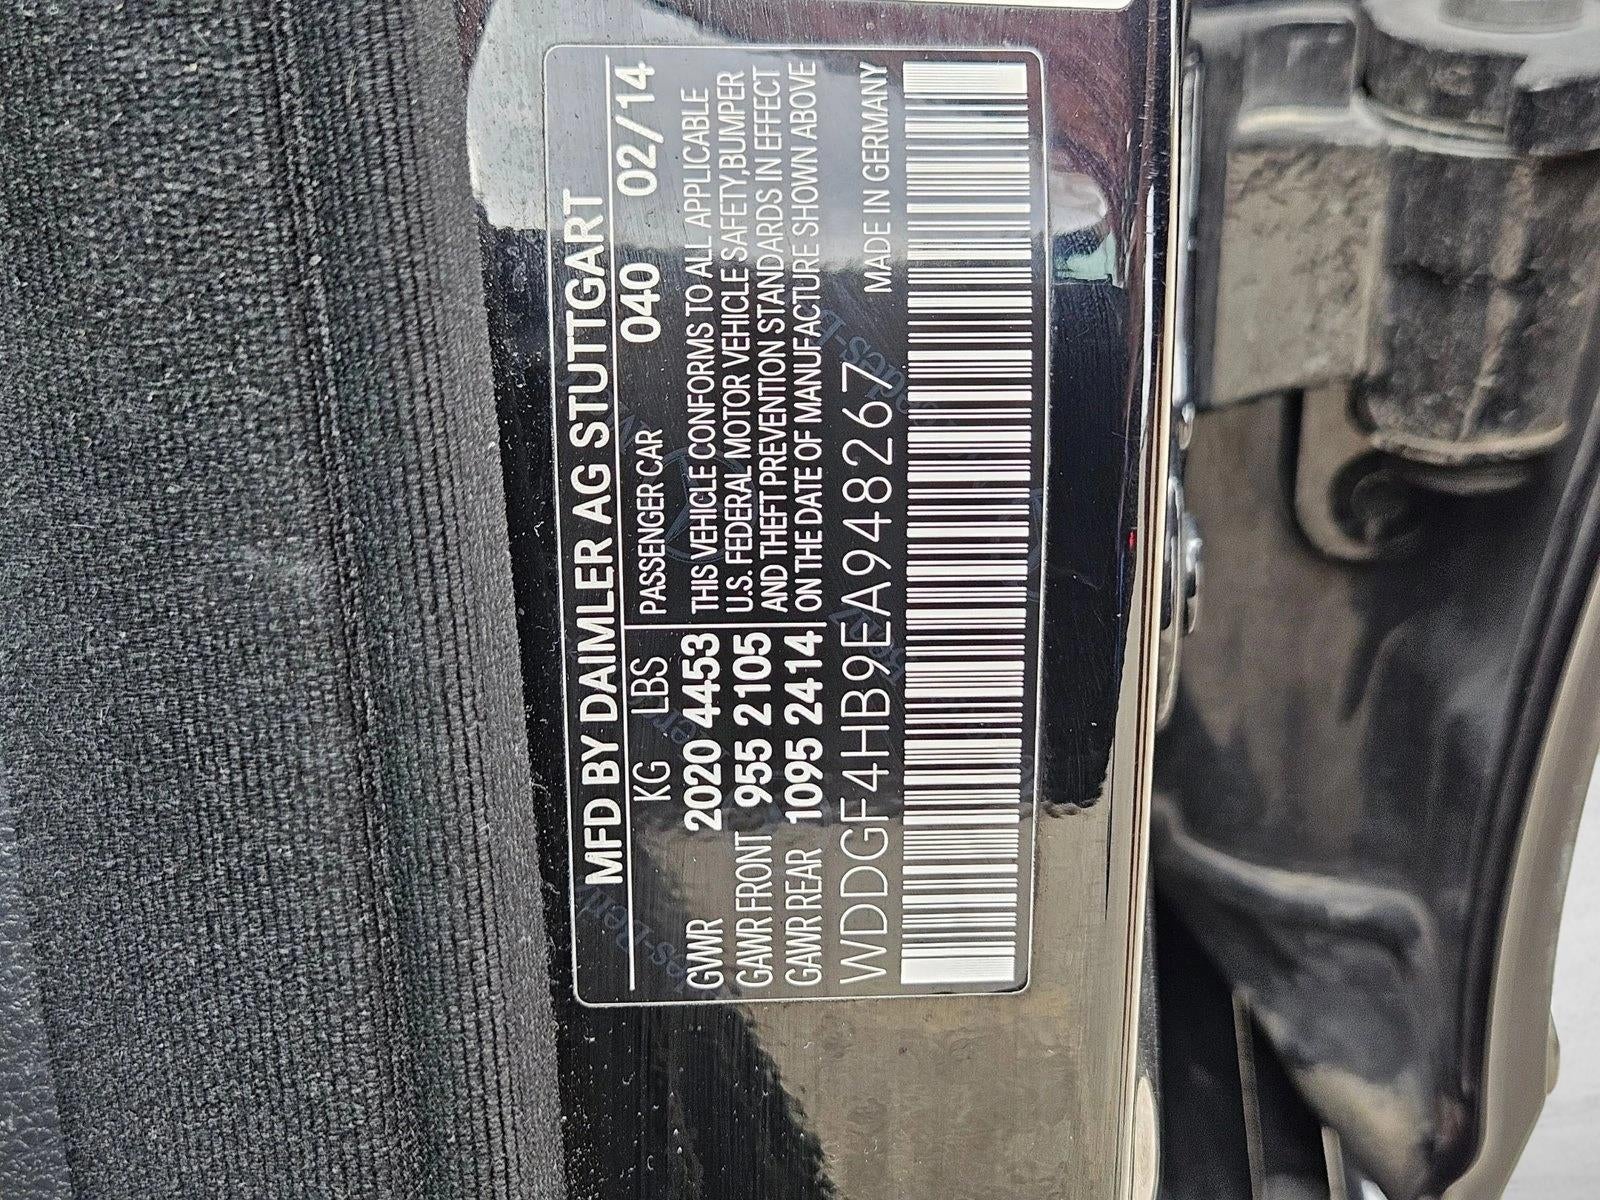 MFD BY DAIMLER AG STUTTGART
KG LBS PASSENGER CAR 040 02/14
GVWR 2020 4453 THIS VEHICLE CONFORMS TO ALL APPLICABLE
GAWR FRONT 955 2105 U.S. FEDERAL MOTOR VEHICLE SAFETY,BUMPER
AND THEFT PREVENTION STANDARDS IN EFFECT
GAWR REAR 1095 2414 ON THE DATE OF MANUFACTURE SHOWN ABOVE
WDDGF4HB9EA948267 MADE IN GERMANY